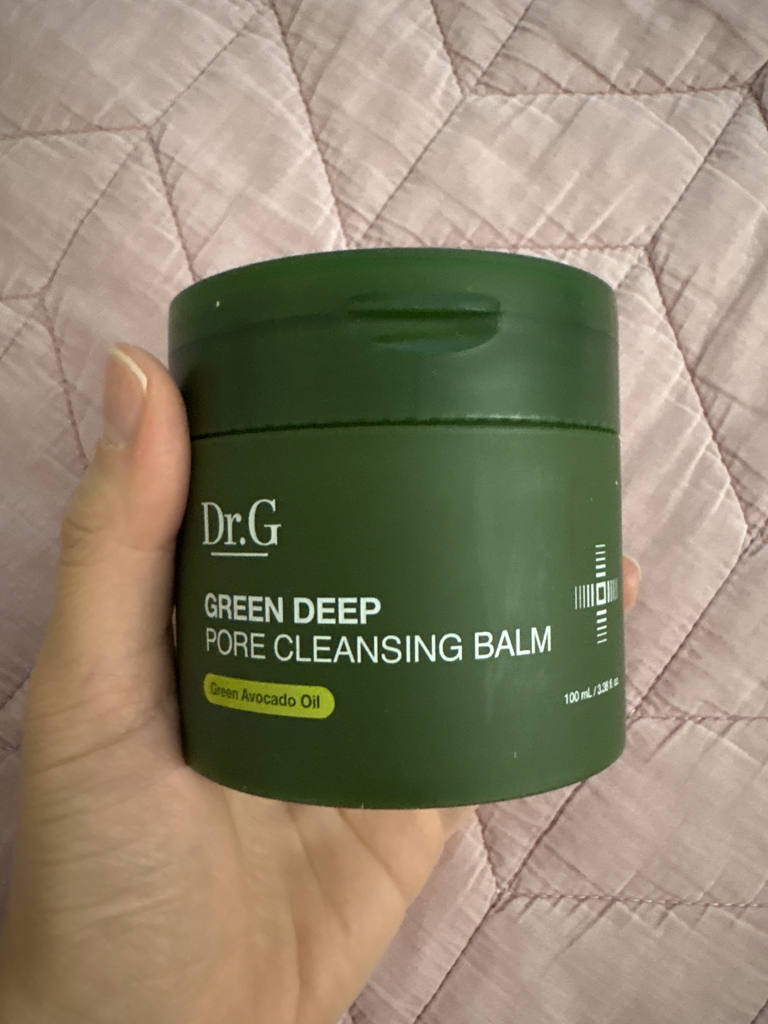 Dr.G
GREEN DEEP
PORE CLEANSING BALM
Green Avocado Oil
100 mL / 3.38 fl. oz.